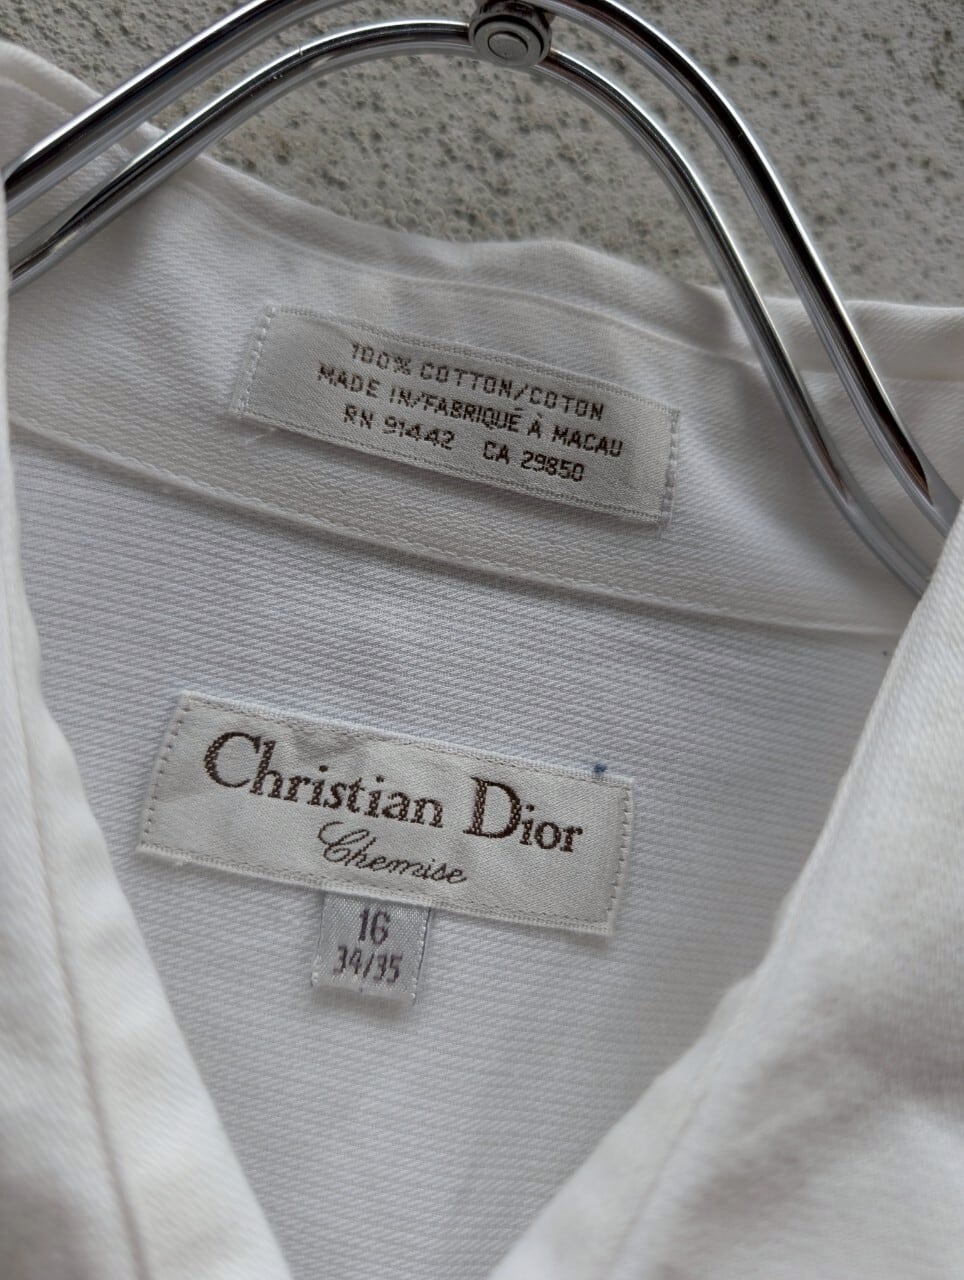 100% COTTON/COTON
MADE IN/FABRIQUÉ À MACAU
RN 91442 CA 29850
Christian Dior
Chemise
16
34/35